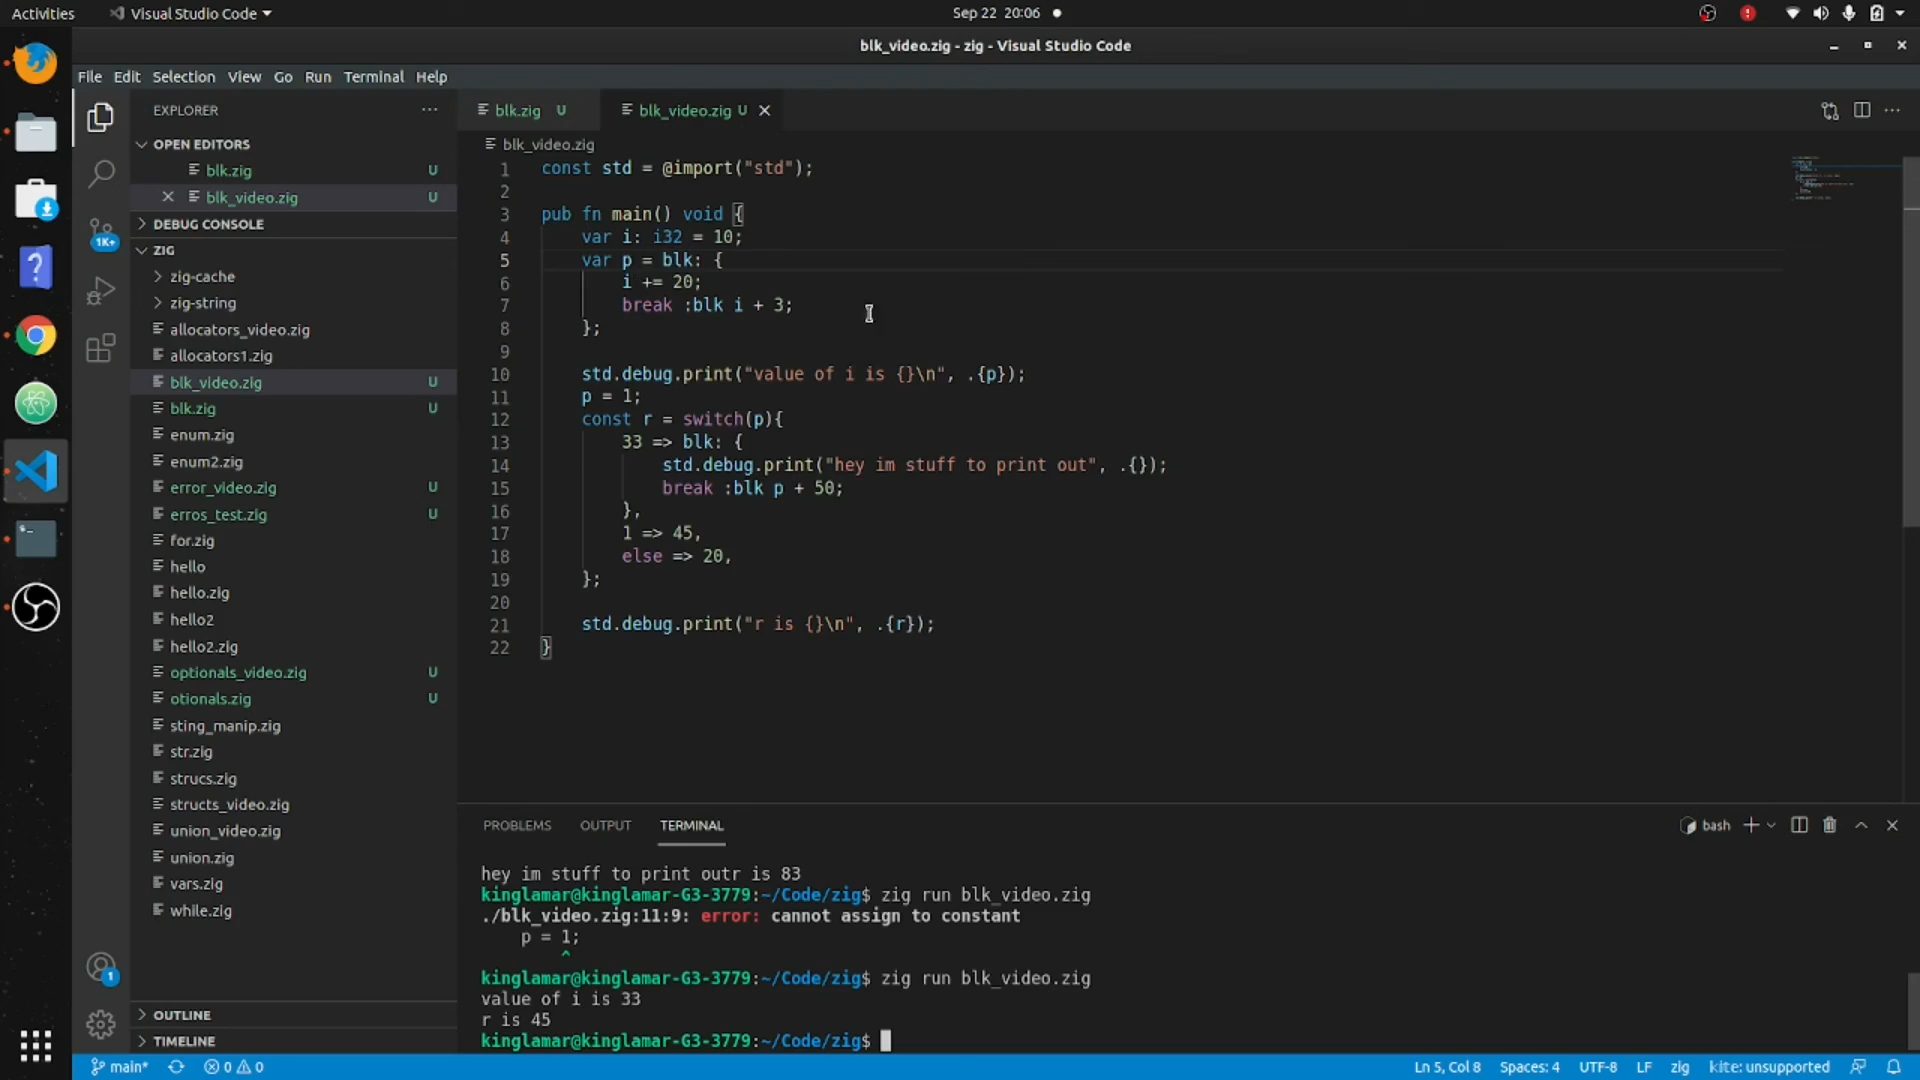 Activities
Visual Studio Code
Sep 22 20:06
blk_video.zig - zig - Visual Studio Code
File Edit Selection View Go Run Terminal Help
EXPLORER
OPEN EDITORS
blk.zig U
blk_video.zig U
DEBUG CONSOLE
ZIG
zig-cache
zig-string
allocators_video.zig
allocators1.zig
blk_video.zig U
blk.zig U
enum.zig
enum2.zig
error_video.zig U
erros_test.zig U
for.zig
hello
hello.zig
hello2
hello2.zig
optionals_video.zig U
otionals.zig U
sting_manip.zig
str.zig
strucs.zig
structs_video.zig
union_video.zig
union.zig
vars.zig
while.zig
OUTLINE
TIMELINE
1K+
1
blk.zig U
blk_video.zig U
blk_video.zig
1 const std = @import("std");
2
3 pub fn main() void {
4 var i: i32 = 10;
5 var p = blk: {
6 i += 20;
7 break :blk i + 3;
8 };
9
10 std.debug.print("value of i is {}\n", .{p});
11 p = 1;
12 const r = switch(p){
13 33 => blk: {
14 std.debug.print("hey im stuff to print out", .{});
15 break :blk p + 50;
16 },
17 1 => 45,
18 else => 20,
19 };
20
21 std.debug.print("r is {}\n", .{r});
22 }
PROBLEMS OUTPUT TERMINAL
bash
hey im stuff to print outr is 83
kinglamar@kinglamar-G3-3779:~/Code/zig$ zig run blk_video.zig
./blk_video.zig:11:9: error: cannot assign to constant
p = 1;
^
kinglamar@kinglamar-G3-3779:~/Code/zig$ zig run blk_video.zig
value of i is 33
r is 45
kinglamar@kinglamar-G3-3779:~/Code/zig$
main* 0 0
Ln 5, Col 8 Spaces: 4 UTF-8 LF zig kite: unsupported